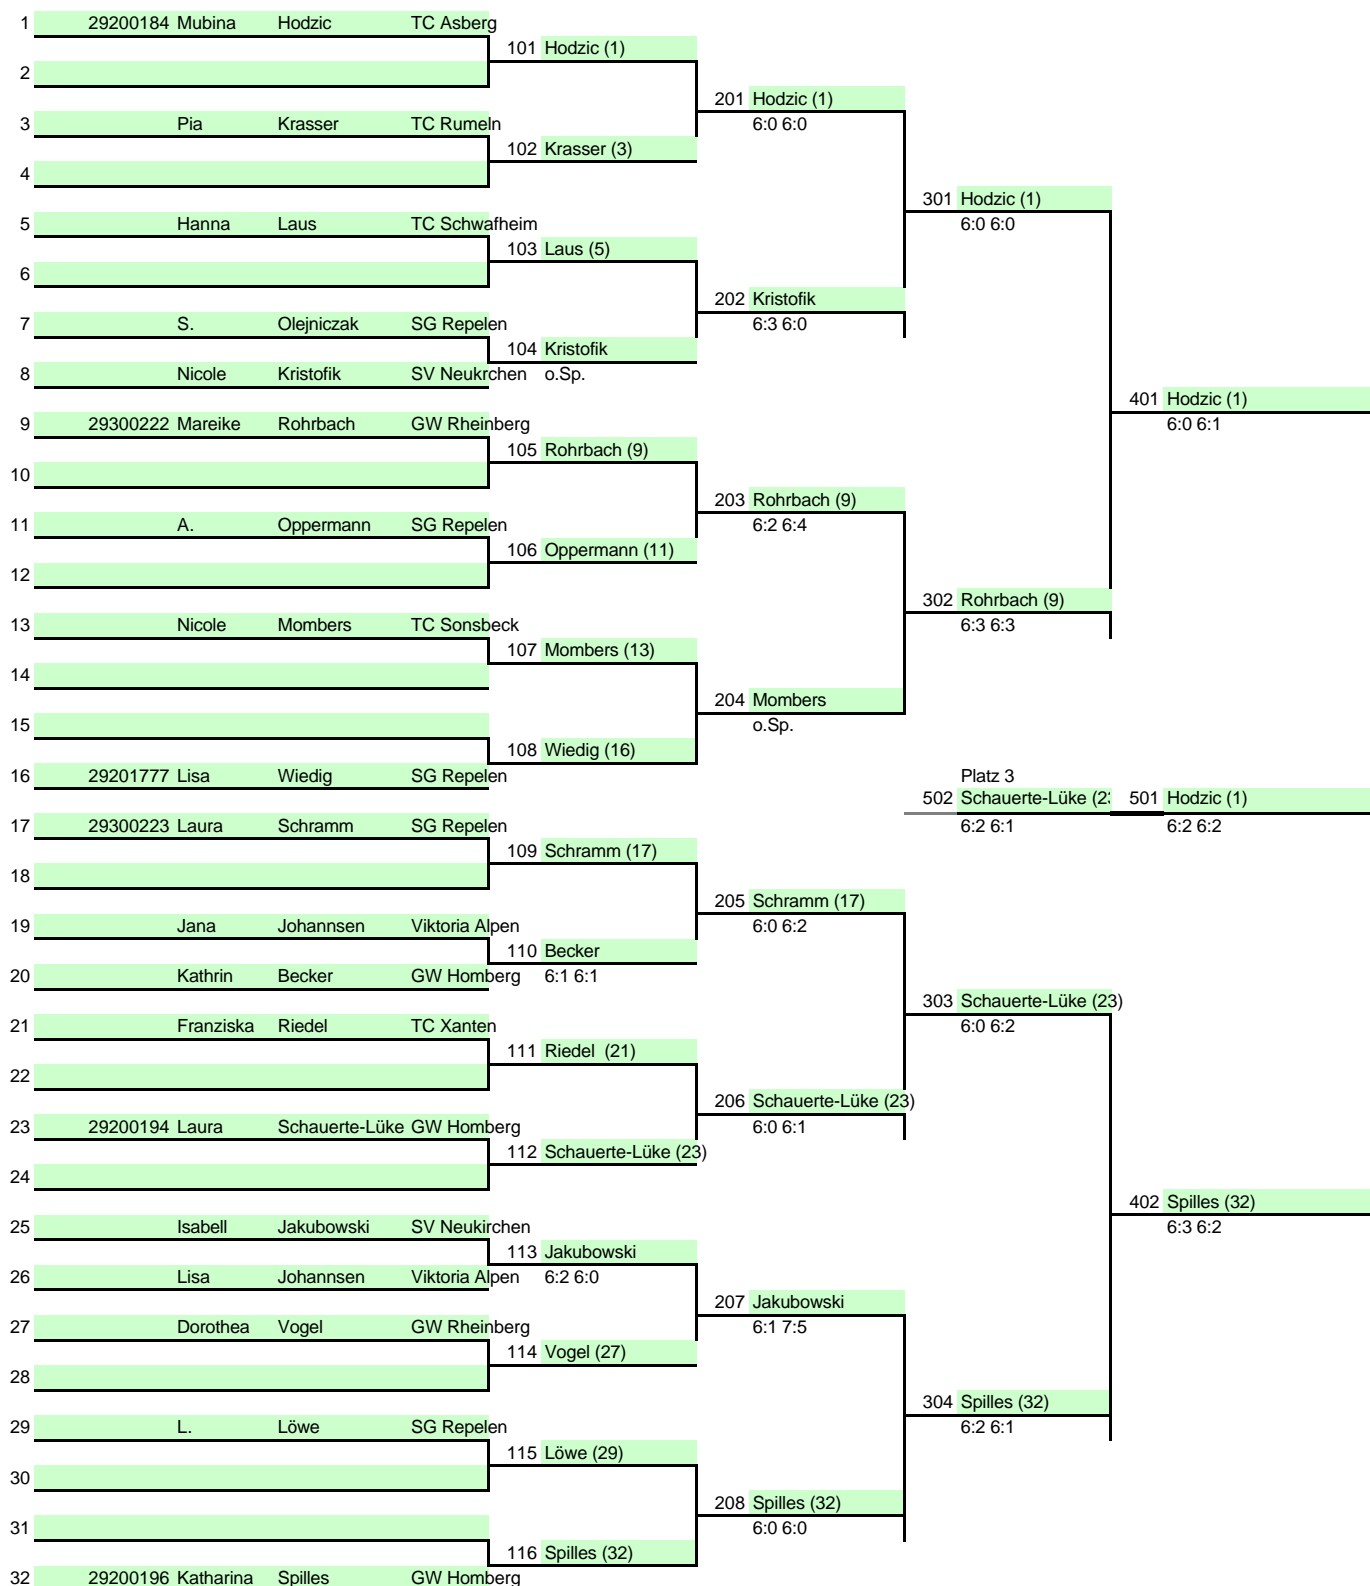 1 29200184 Mubina Hodzic TC Asberg
101 Hodzic (1)
2
201 Hodzic (1)
3 Pia Krasser TC Rumeln 6:0 6:0
102 Krasser (3)
4
301 Hodzic (1)
5 Hanna Laus TC Schwafheim 6:0 6:0
103 Laus (5)
6
202 Kristofik
7 S. Olejniczak SG Repelen 6:3 6:0
104 Kristofik
8 Nicole Kristofik SV Neukrchen o.Sp.
401 Hodzic (1)
9 29300222 Mareike Rohrbach GW Rheinberg 6:0 6:1
105 Rohrbach (9)
10
203 Rohrbach (9)
11 A. Oppermann SG Repelen 6:2 6:4
106 Oppermann (11)
12
302 Rohrbach (9)
13 Nicole Mombers TC Sonsbeck 6:3 6:3
107 Mombers (13)
14
204 Mombers
15 o.Sp.
108 Wiedig (16)
16 29201777 Lisa Wiedig SG Repelen Platz 3
502 Schauerte-Lüke (2 501 Hodzic (1)
17 29300223 Laura Schramm SG Repelen 6:2 6:1 6:2 6:2
109 Schramm (17)
18
205 Schramm (17)
19 Jana Johannsen Viktoria Alpen 6:0 6:2
110 Becker
20 Kathrin Becker GW Homberg 6:1 6:1
303 Schauerte-Lüke (23)
21 Franziska Riedel TC Xanten 6:0 6:2
111 Riedel (21)
22
206 Schauerte-Lüke (23)
23 29200194 Laura Schauerte-Lüke GW Homberg 6:0 6:1
112 Schauerte-Lüke (23)
24
402 Spilles (32)
25 Isabell Jakubowski SV Neukirchen 6:3 6:2
113 Jakubowski
26 Lisa Johannsen Viktoria Alpen 6:2 6:0
207 Jakubowski
27 Dorothea Vogel GW Rheinberg 6:1 7:5
114 Vogel (27)
28
304 Spilles (32)
29 L. Löwe SG Repelen 6:2 6:1
115 Löwe (29)
30
208 Spilles (32)
31 6:0 6:0
116 Spilles (32)
32 29200196 Katharina Spilles GW Homberg